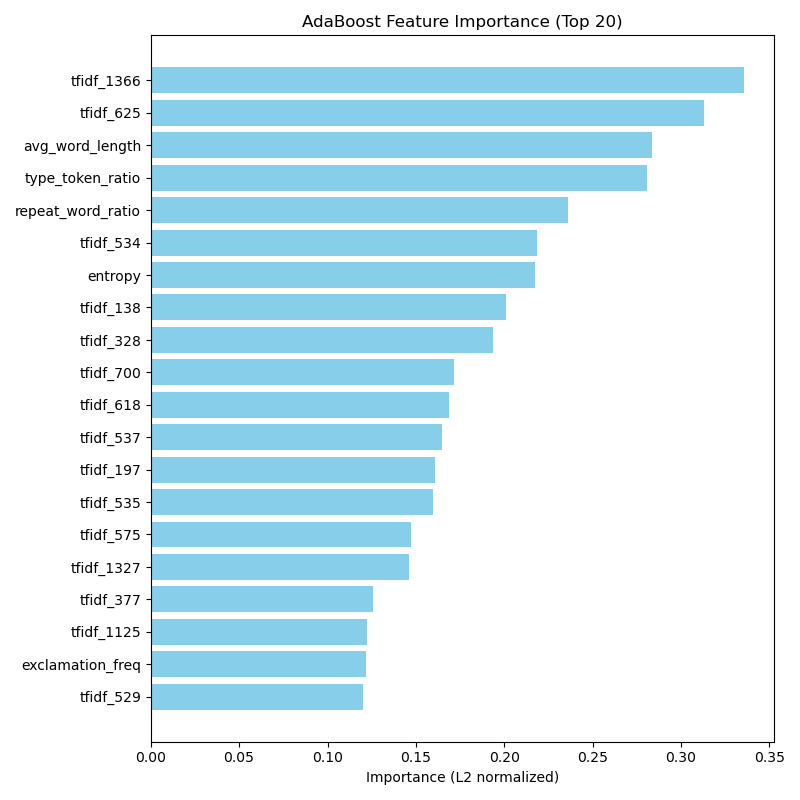 AdaBoost Feature Importance (Top 20)
tfidf_1366
tfidf_625
avg_word_length
type_token_ratio
repeat_word_ratio
tfidf_534
entropy
tfidf_138
tfidf_328
tfidf_700
tfidf_618
tfidf_537
tfidf_197
tfidf_535
tfidf_575
tfidf_1327
tfidf_377
tfidf_1125
exclamation_freq
tfidf_529
0.00 0.05 0.10 0.15 0.20 0.25 0.30 0.35
Importance (L2 normalized)